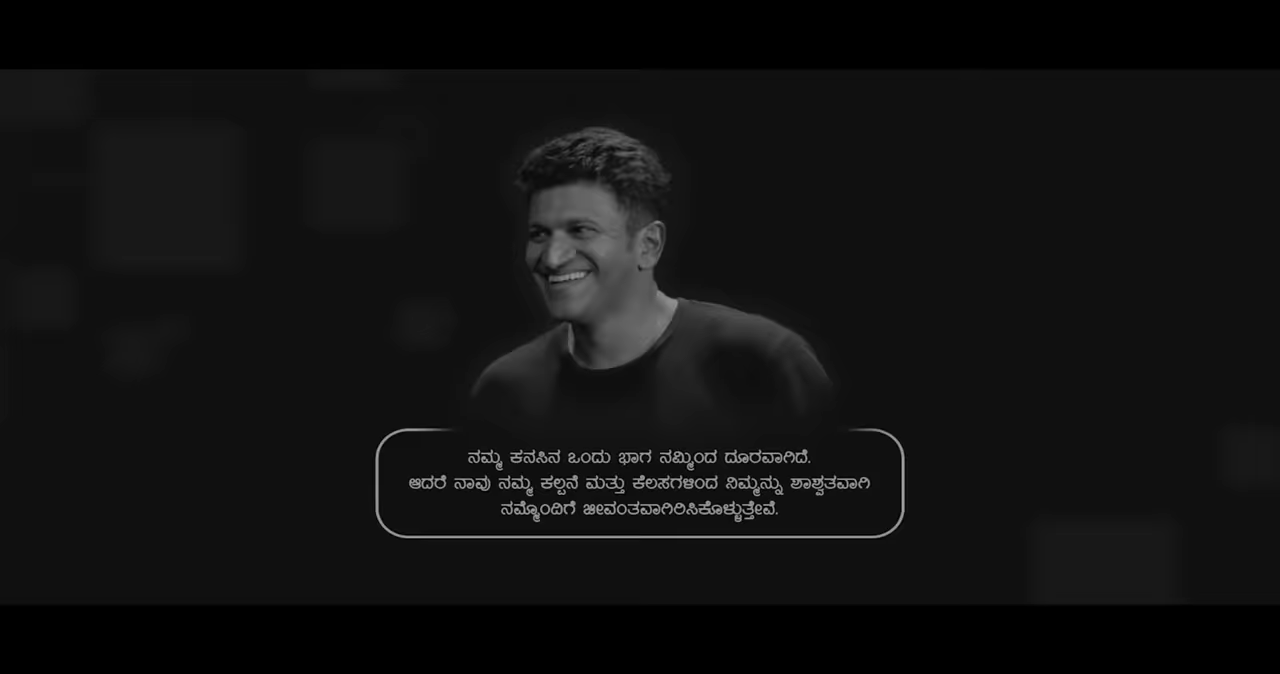 ನಮ್ಮ ಕನಸಿನ ಒಂದು ಭಾಗ ನಮ್ಮಿಂದ ದೂರವಾಗಿದೆ.
ಆದರೆ ನಾವು ನಮ್ಮ ಕಲ್ಪನೆ ಮತ್ತು ಕೆಲಸಗಳಿಂದ ನಿಮ್ಮನ್ನು ಶಾಶ್ವತವಾಗಿ
ನಮ್ಮೊಂದಿಗೆ ಜೀವಂತವಾಗಿರಿಸಿಕೊಳ್ಳುತ್ತೇವೆ.